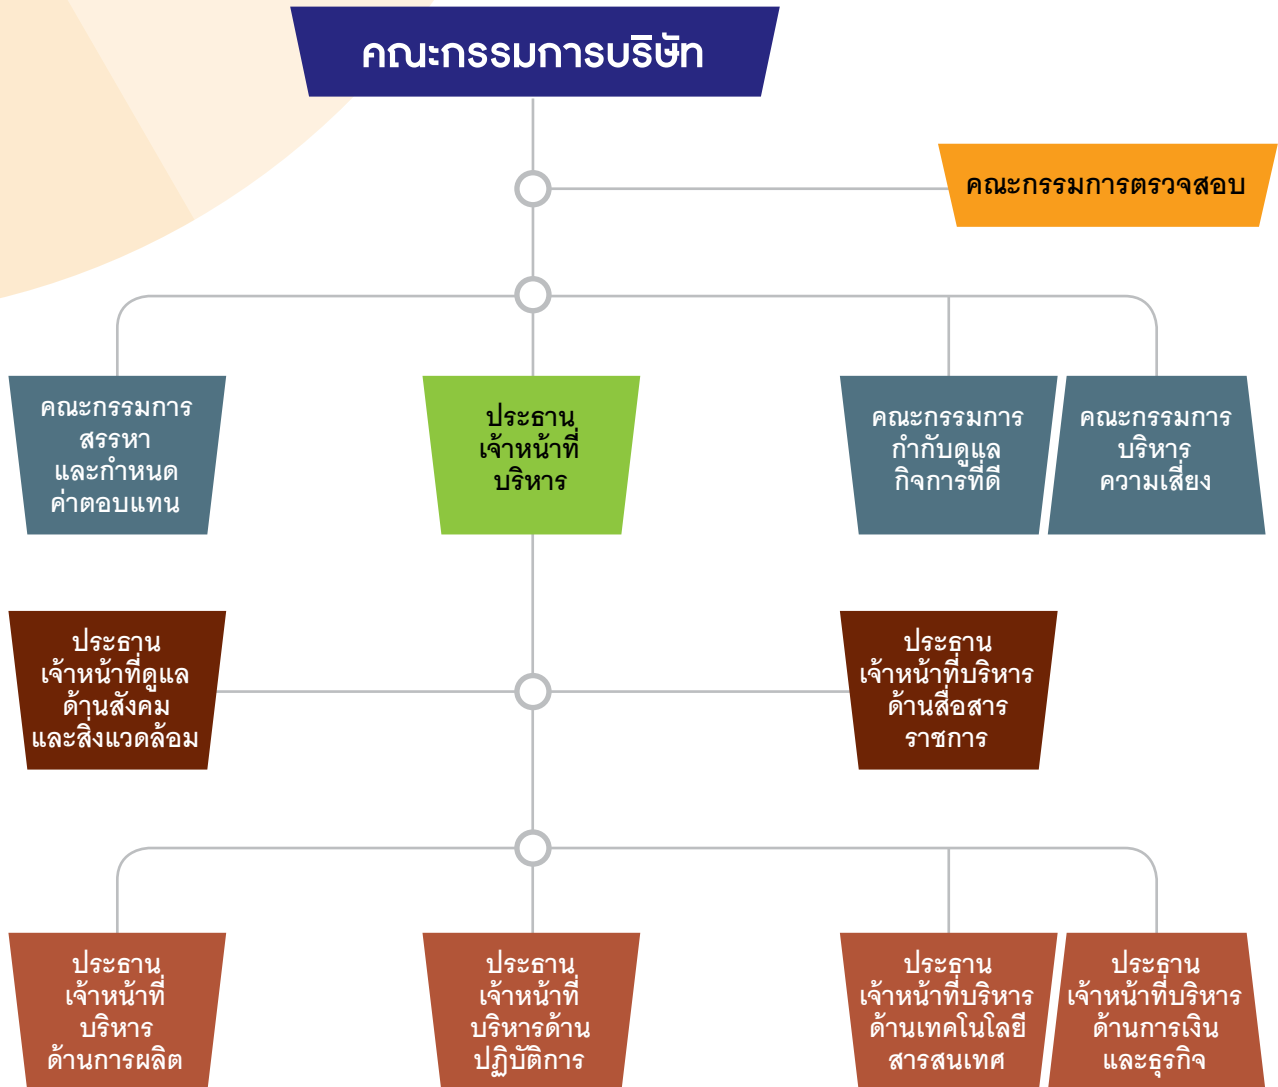 คณะกรรมการบริษัท
คณะกรรมการตรวจสอบ
คณะกรรมการ
สรรหา
และกำหนด
ค่าตอบแทน
ประธาน
เจ้าหน้าที่
บริหาร
คณะกรรมการ
กำกับดูแล
กิจการที่ดี
คณะกรรมการ
บริหาร
ความเสี่ยง
ประธาน
เจ้าหน้าที่ดูแล
ด้านสังคม
และสิ่งแวดล้อม
ประธาน
เจ้าหน้าที่บริหาร
ด้านสื่อสาร
ราชการ
ประธาน
เจ้าหน้าที่
บริหาร
ด้านการผลิต
ประธาน
เจ้าหน้าที่
บริหารด้าน
ปฏิบัติการ
ประธาน
เจ้าหน้าที่บริหาร
ด้านเทคโนโลยี
สารสนเทศ
ประธาน
เจ้าหน้าที่บริหาร
ด้านการเงิน
และธุรกิจ